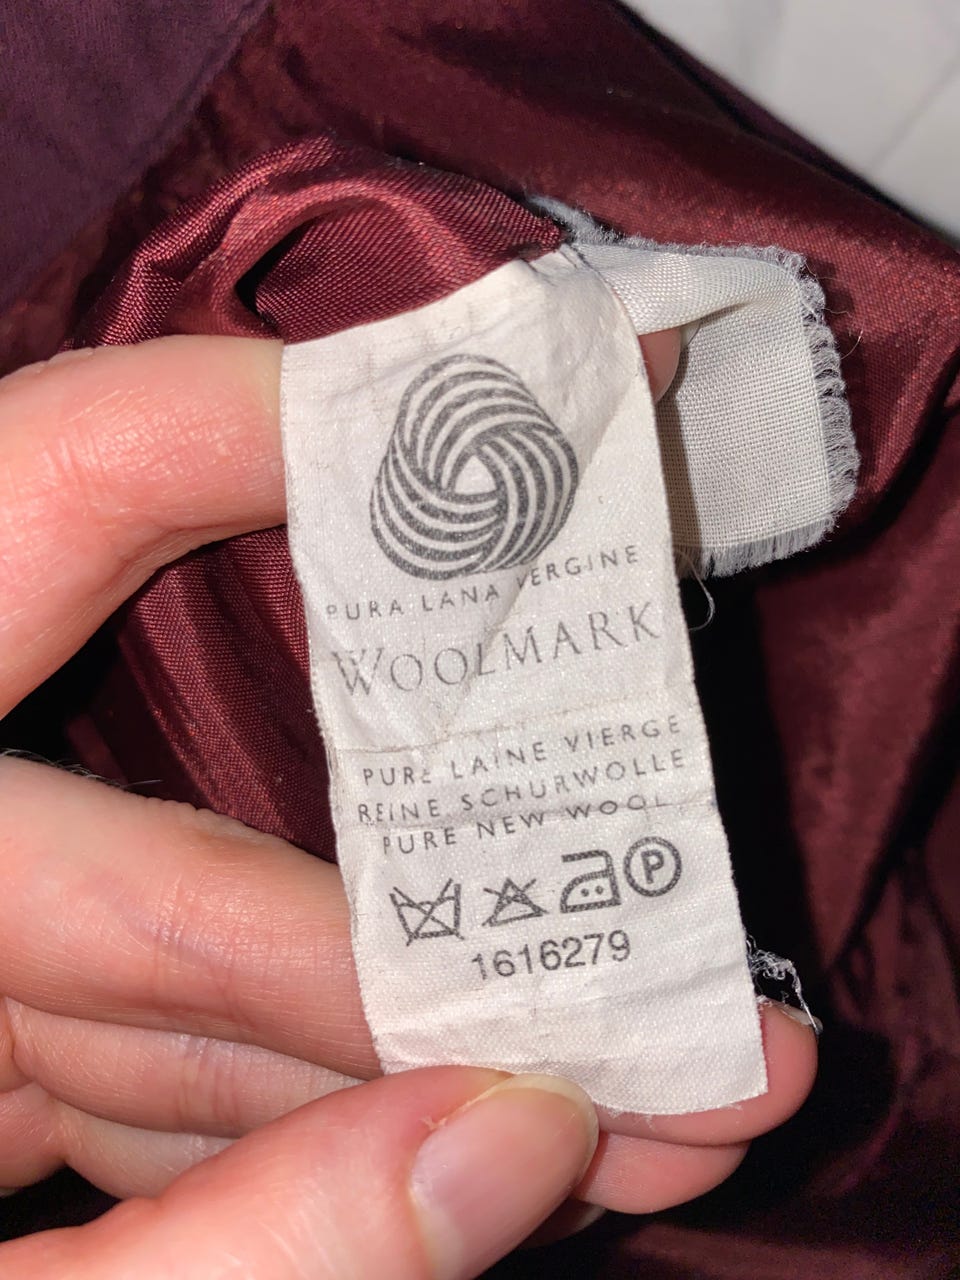 PURA LANA VERGINE
WOOLMARK
PURE LAINE VIERGE
REINE SCHURWOLLE
PURE NEW WOOL
P
1616279